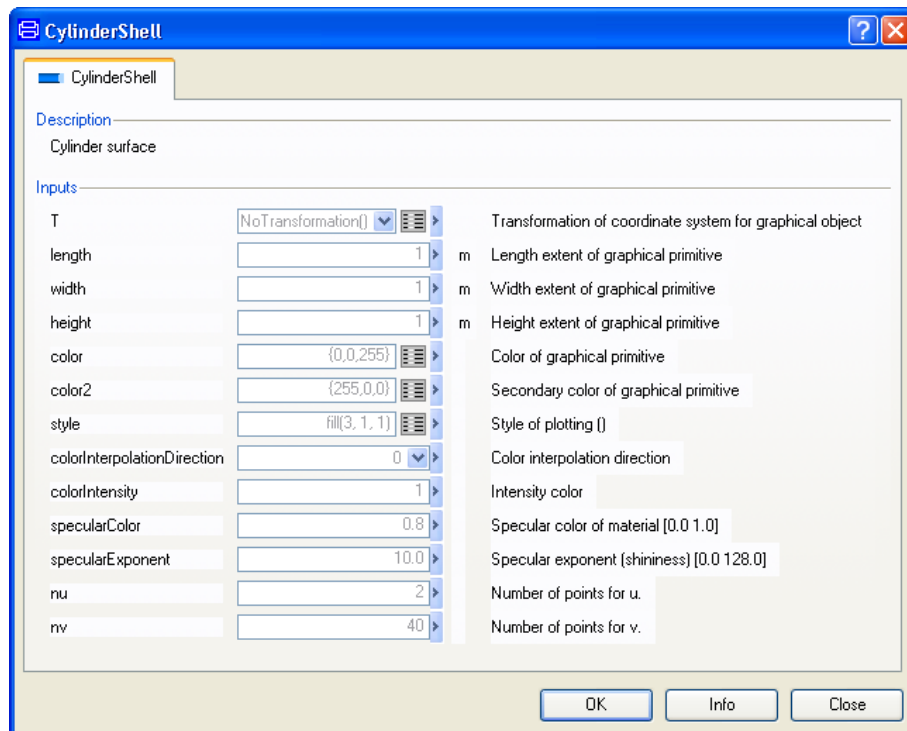 CylinderShell
CylinderShell
Description
Cylinder surface
Inputs
T NoTransformation() Transformation of coordinate system for graphical object
length 1 m Length extent of graphical primitive
width 1 m Width extent of graphical primitive
height 1 m Height extent of graphical primitive
color {0,0,255} Color of graphical primitive
color2 {255,0,0} Secondary color of graphical primitive
style fill(3, 1, 1) Style of plotting ()
colorInterpolationDirection 0 Color interpolation direction
colorIntensity 1 Intensity color
specularColor 0.8 Specular color of material [0.0 1.0]
specularExponent 10.0 Specular exponent (shininess) [0.0 128.0]
nu 2 Number of points for u.
nv 40 Number of points for v.
OK Info Close